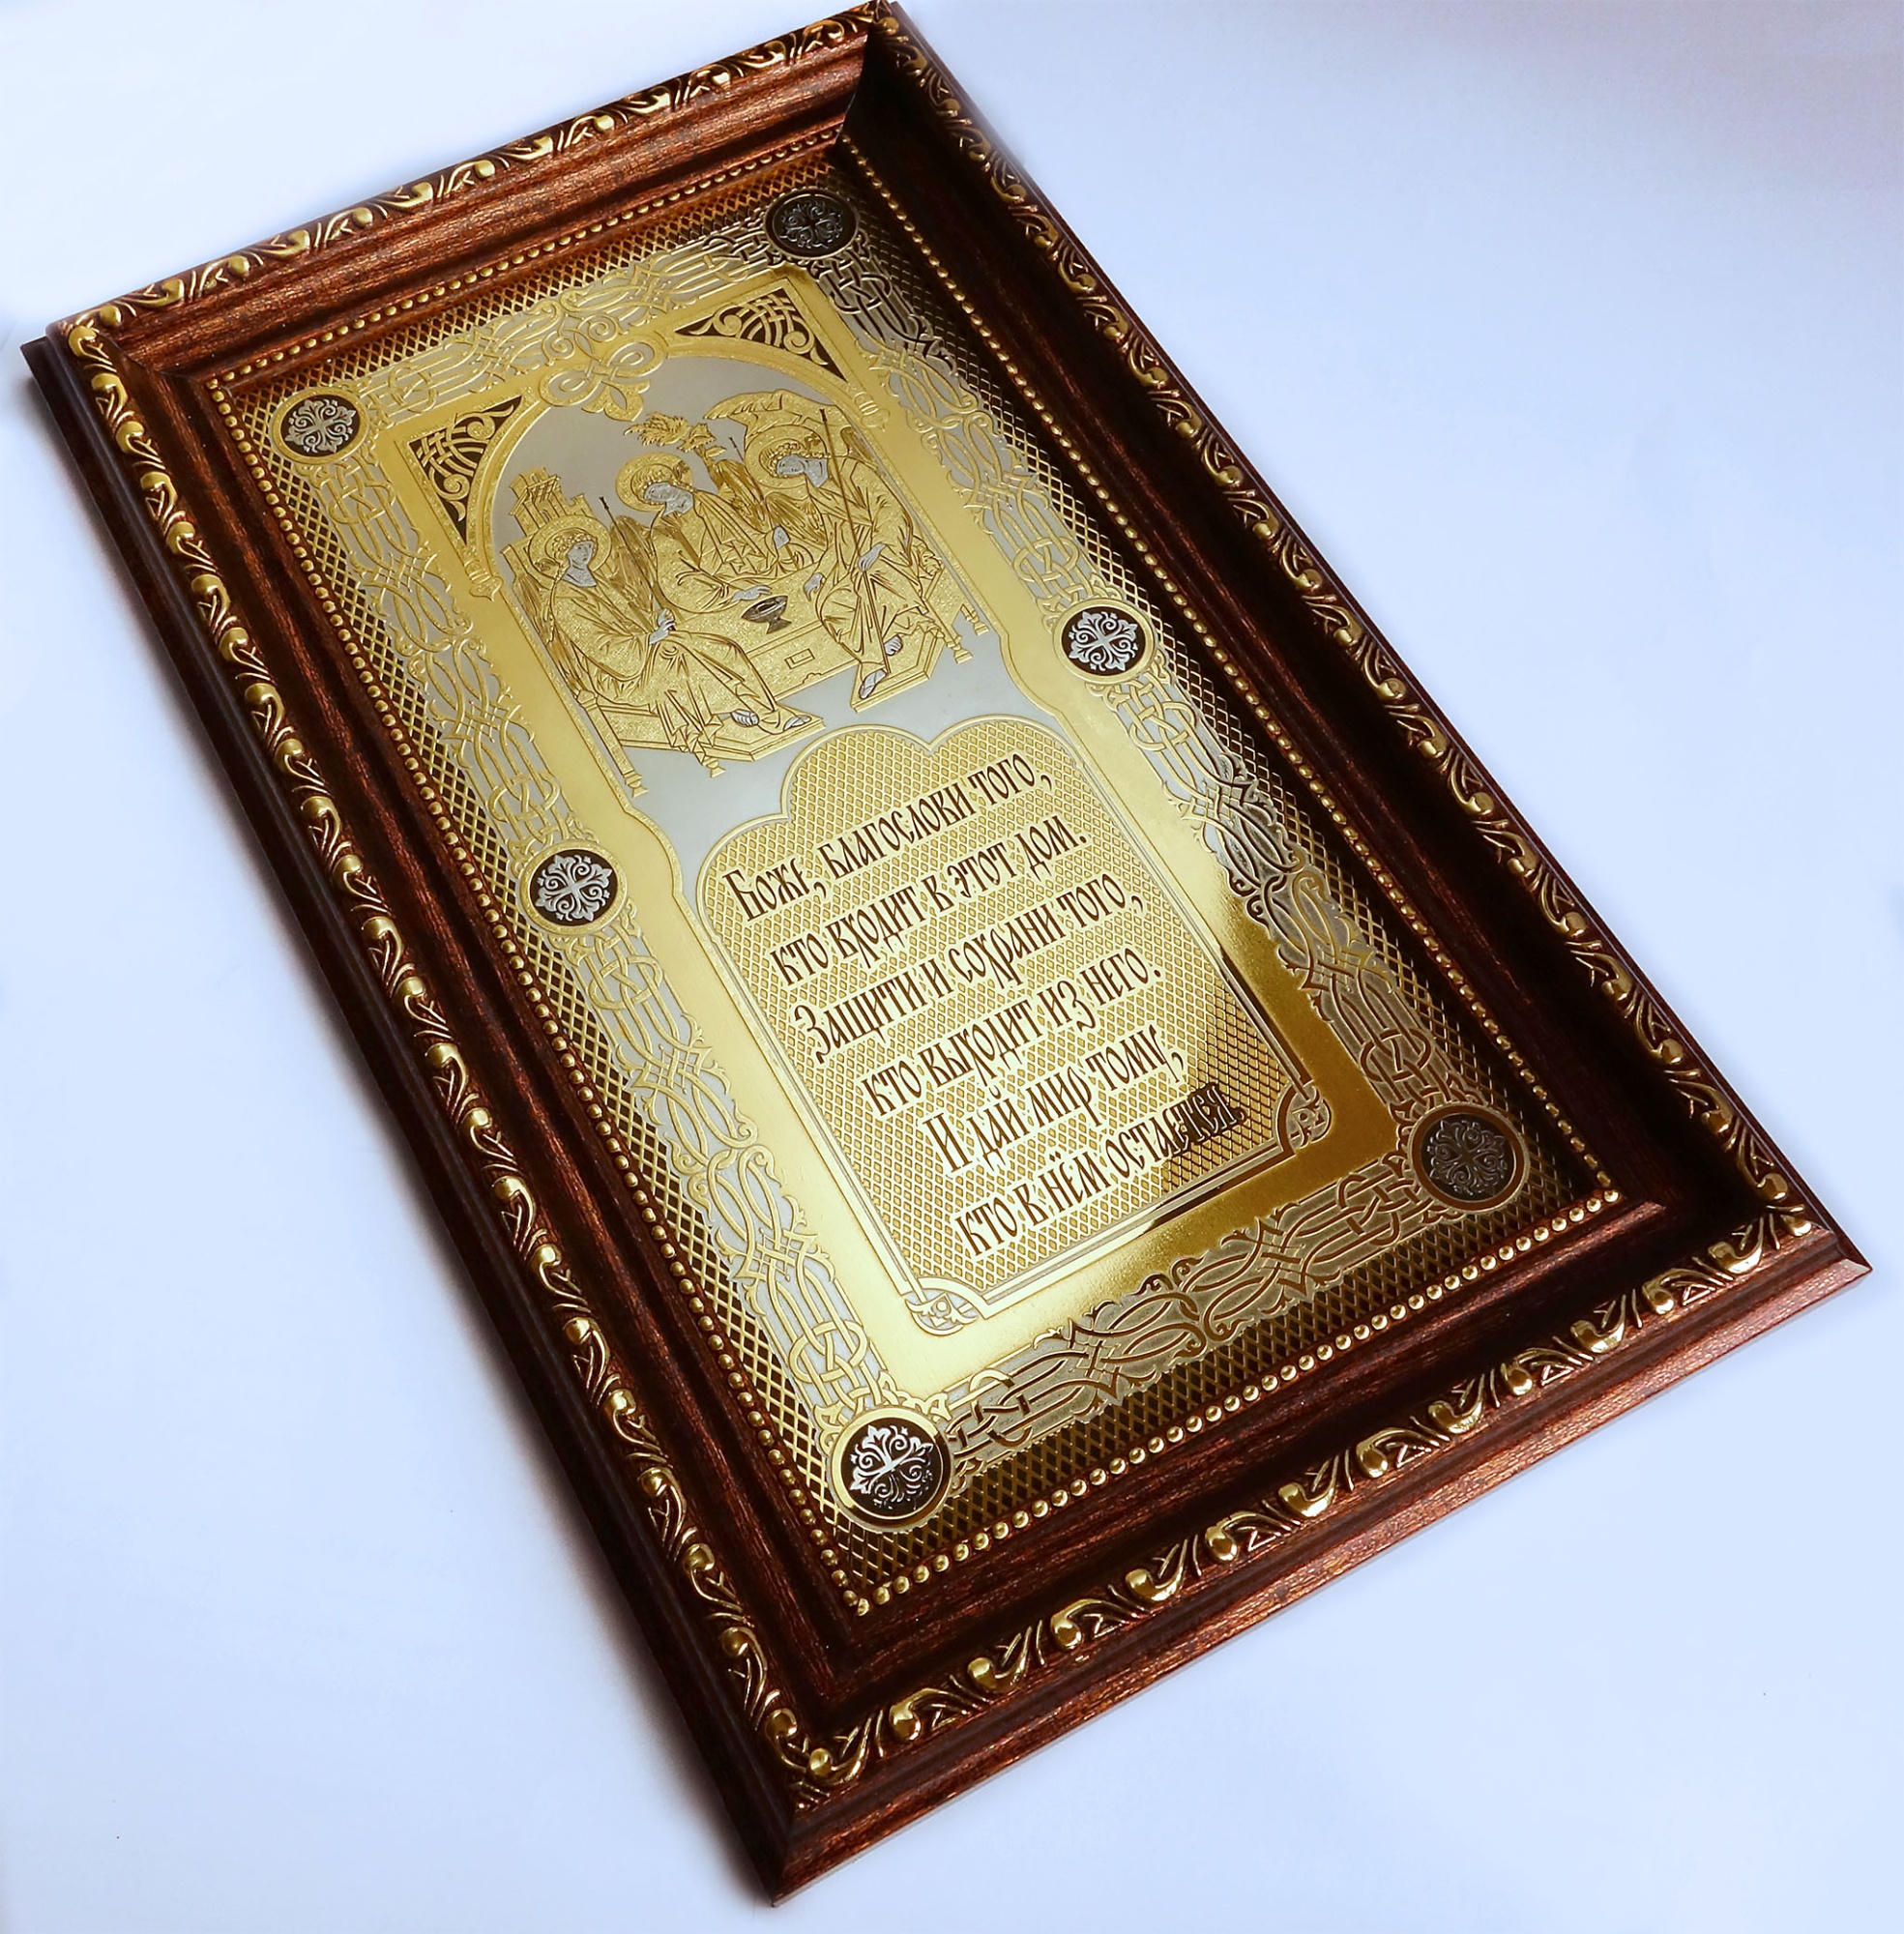 Боже, благослови того,
кто входит в этот дом.
Защити и сохрани того,
кто выходит из него.
И дай мир тому,
кто в нём остается.